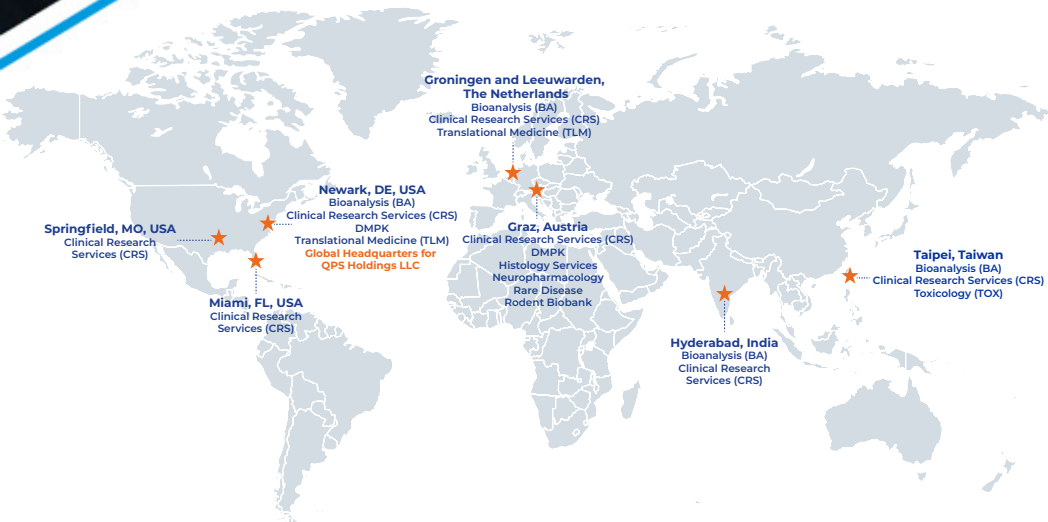 Groningen and Leeuwarden,
The Netherlands
Bioanalysis (BA)
Clinical Research Services (CRS)
Translational Medicine (TLM)
Newark, DE, USA
Bioanalysis (BA)
Clinical Research Services (CRS)
DMPK
Translational Medicine (TLM)
Global Headquarters for
QPS Holdings LLC
Springfield, MO, USA
Clinical Research
Services (CRS)
Miami, FL, USA
Clinical Research
Services (CRS)
Graz, Austria
Clinical Research Services (CRS)
DMPK
Histology Services
Neuropharmacology
Rare Disease
Rodent Biobank
Hyderabad, India
Bioanalysis (BA)
Clinical Research
Services (CRS)
Taipei, Taiwan
Bioanalysis (BA)
Clinical Research Services (CRS)
Toxicology (TOX)